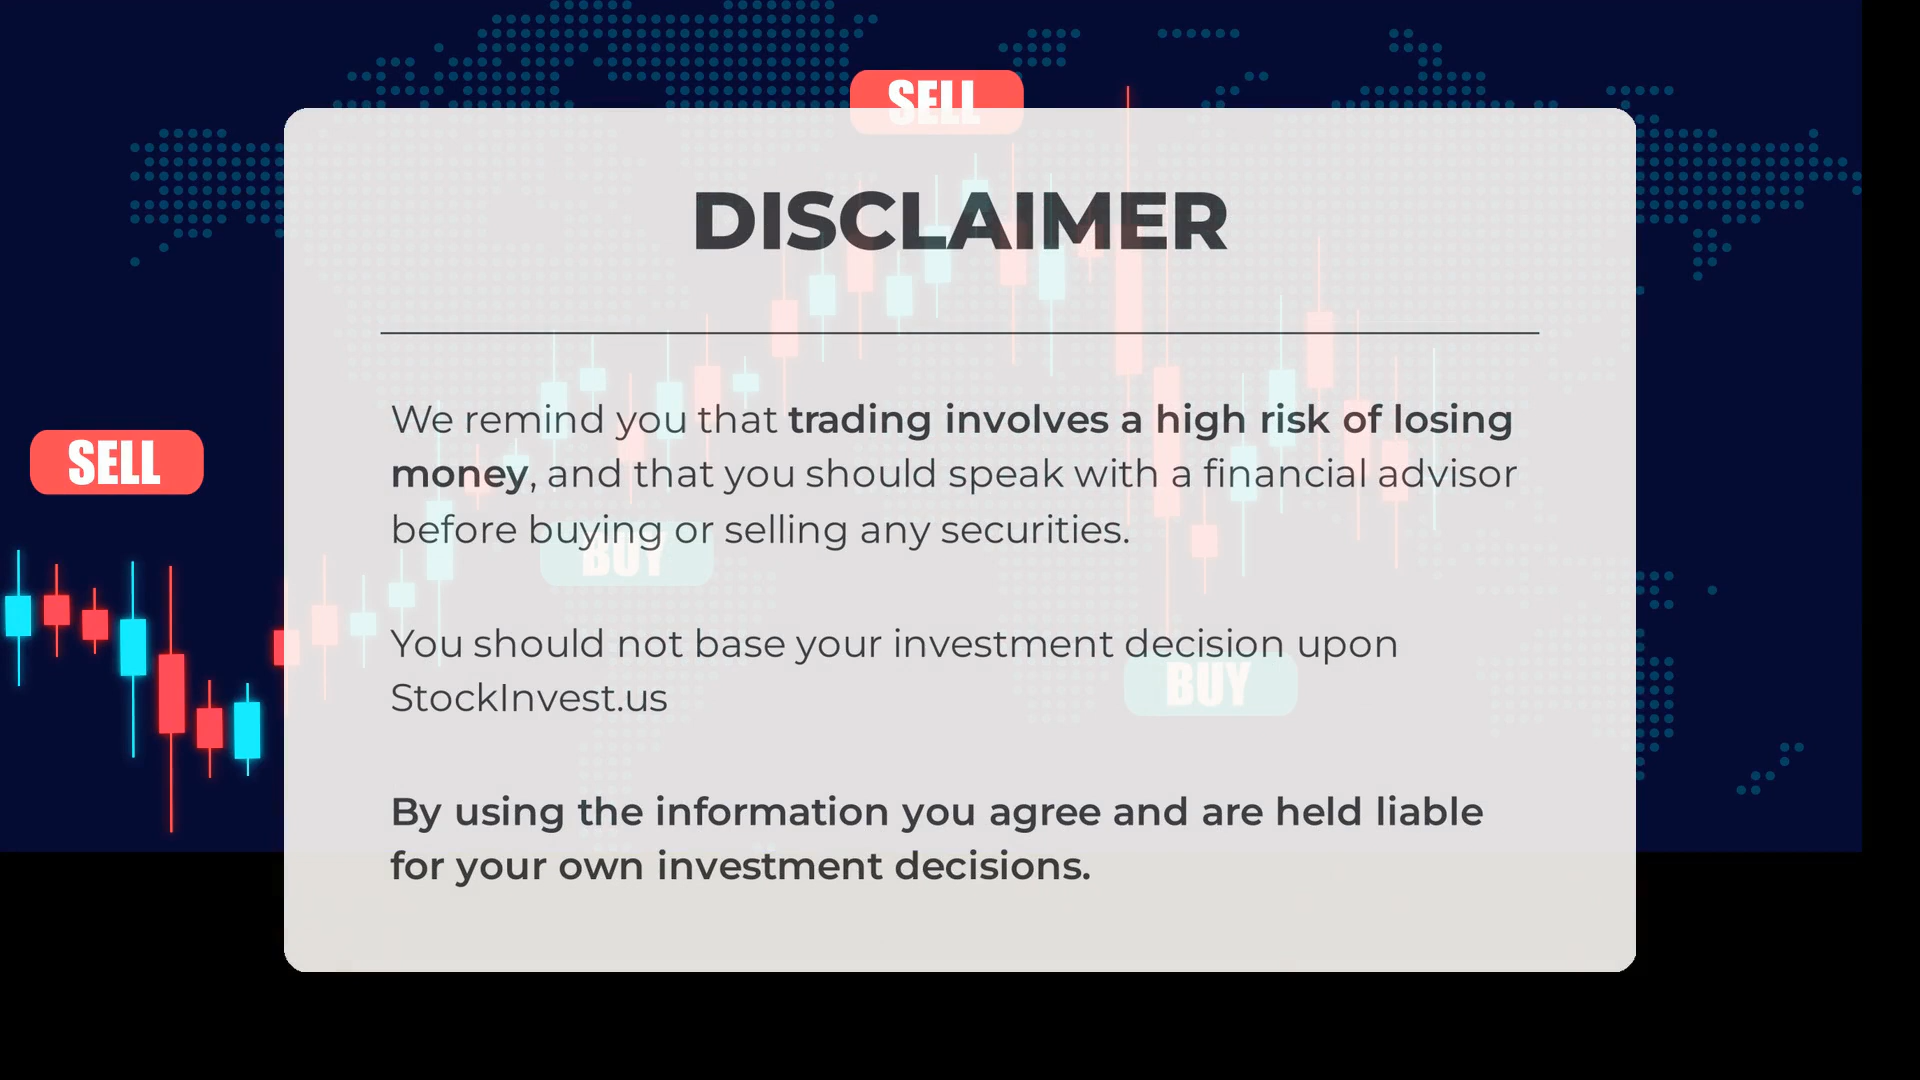 SELL
DISCLAIMER
We remind you that trading involves a high risk of losing
money, and that you should speak with a financial advisor
before buying or selling any securities.
SELL
BUY
You should not base your investment decision upon
StockInvest.us
BUY
By using the information you agree and are held liable
for your own investment decisions.